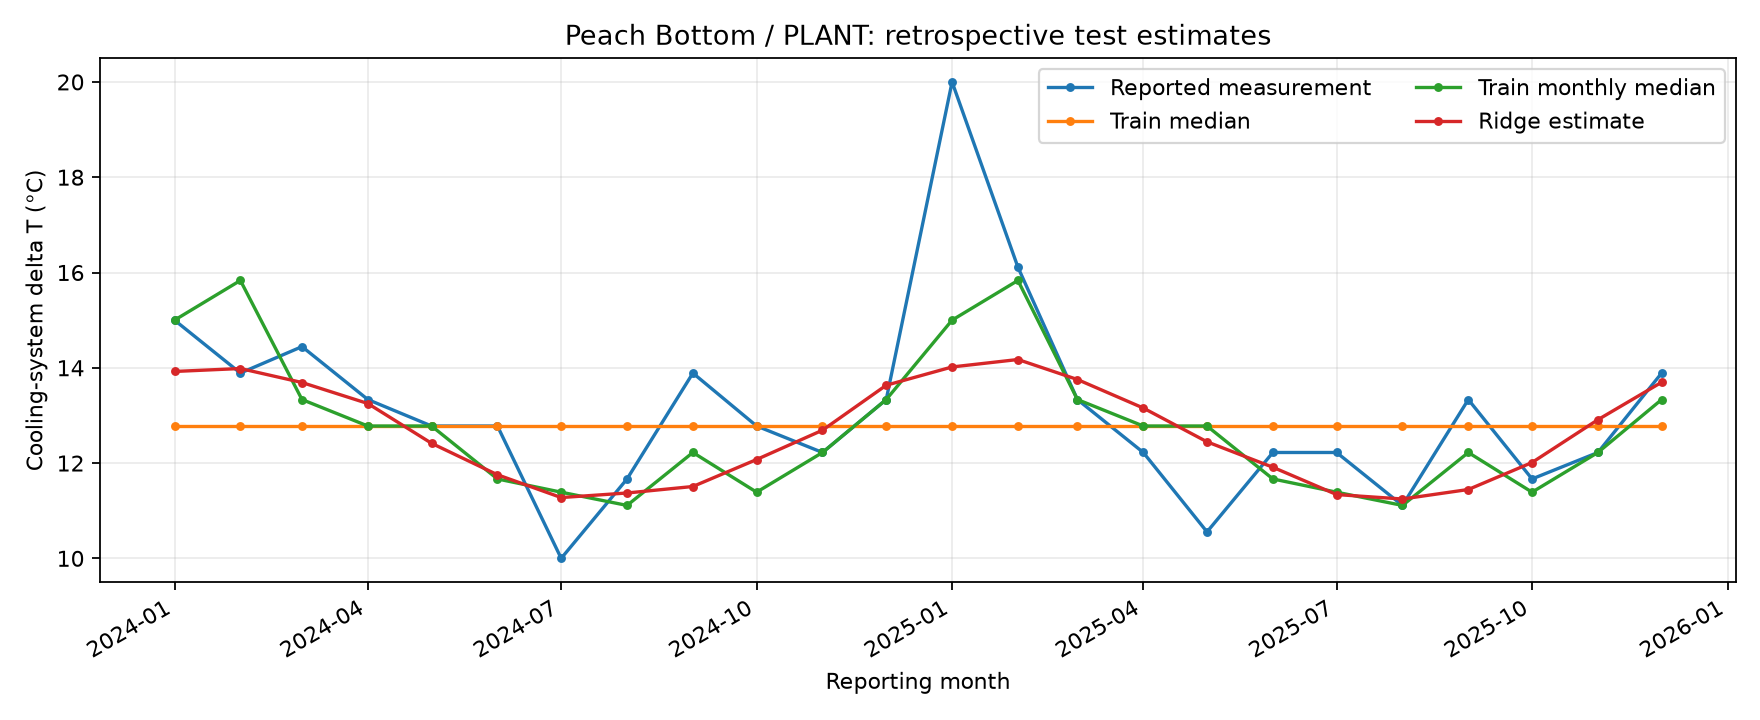 Peach Bottom / PLANT: retrospective test estimates
Reported measurement
Train median
Train monthly median
Ridge estimate
Cooling-system delta T (°C)
20
18
16
14
12
10
2024-01
2024-04
2024-07
2024-10
2025-01
2025-04
2025-07
2025-10
2026-01
Reporting month